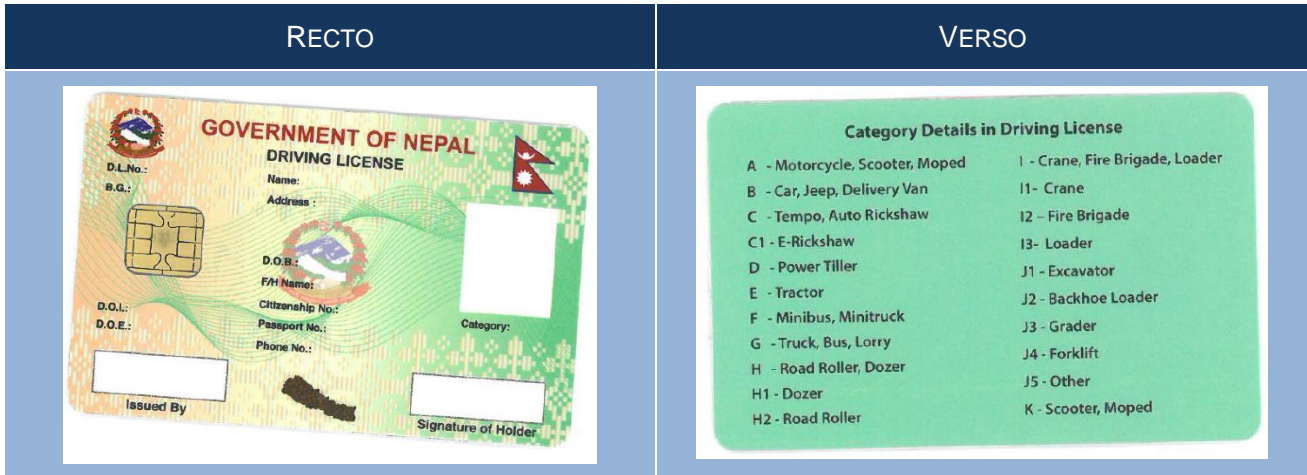 RECTO
VERSO
GOVERNMENT OF NEPAL
DRIVING LICENSE
D.L.No.:
B.G.:
Name:
Address :
D.O.B.:
F/H Name:
Citizenship No.:
Passport No.:
Phone No.:
D.O.I.:
D.O.E.:
Category:
Issued By
Signature of Holder
Category Details in Driving License
A - Motorcycle, Scooter, Moped
B - Car, Jeep, Delivery Van
C - Tempo, Auto Rickshaw
C1 - E-Rickshaw
D - Power Tiller
E - Tractor
F - Minibus, Minitruck
G - Truck, Bus, Lorry
H - Road Roller, Dozer
H1 - Dozer
H2 - Road Roller
I - Crane, Fire Brigade, Loader
I1- Crane
I2 – Fire Brigade
I3- Loader
J1 - Excavator
J2 - Backhoe Loader
J3 - Grader
J4 - Forklift
J5 - Other
K - Scooter, Moped